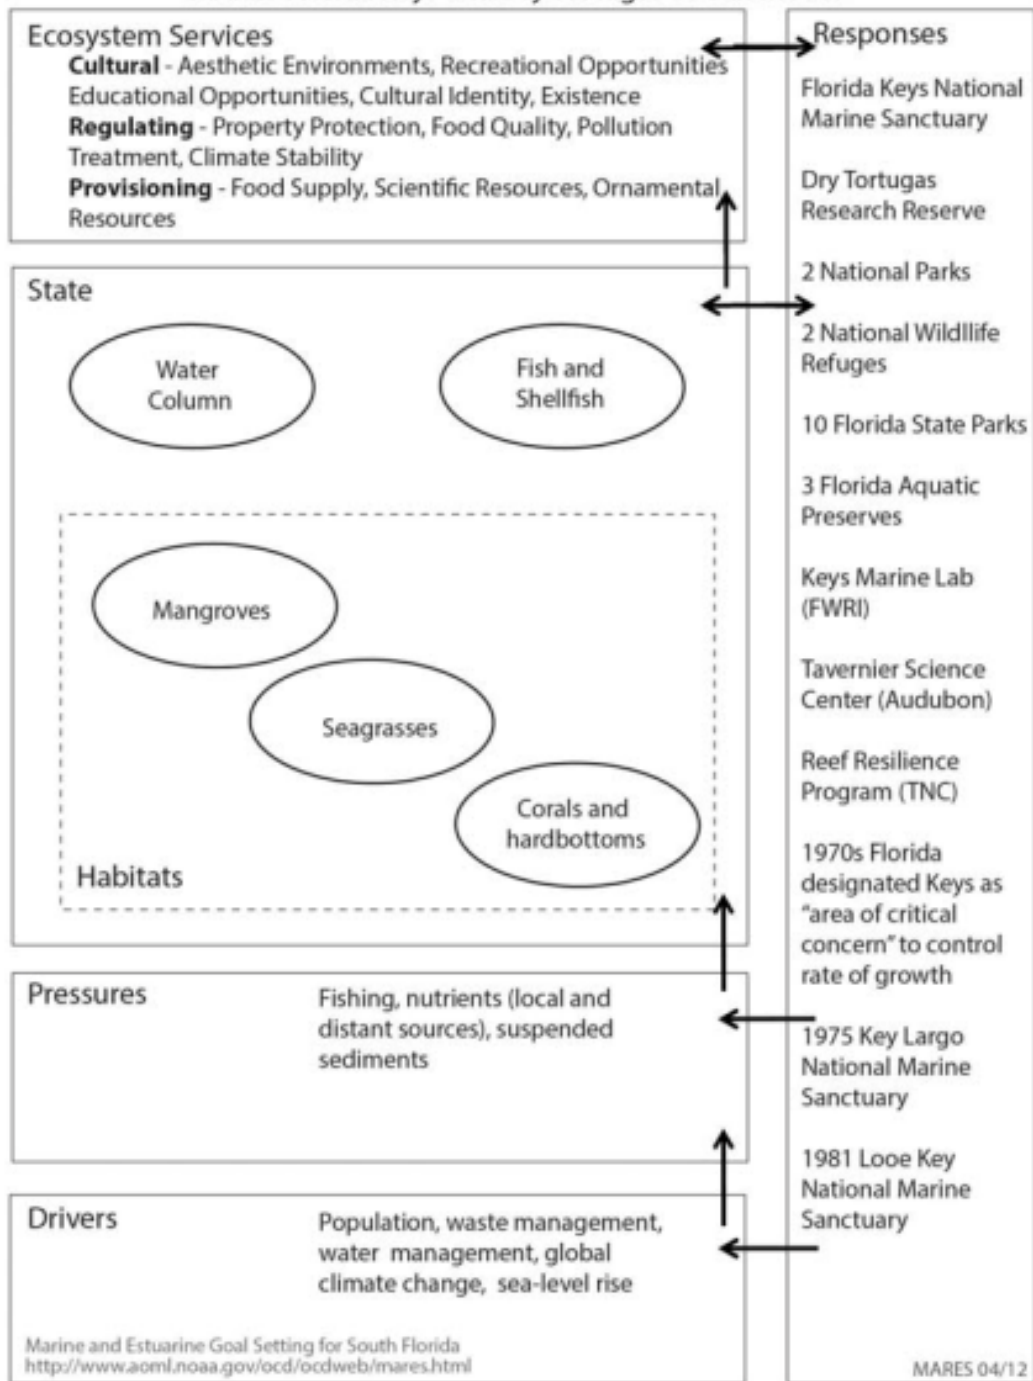 Ecosystem Services
Cultural - Aesthetic Environments, Recreational Opportunities
Educational Opportunities, Cultural Identity, Existence
Regulating - Property Protection, Food Quality, Pollution
Treatment, Climate Stability
Provisioning - Food Supply, Scientific Resources, Ornamental
Resources
State
Water
Column
Fish and
Shellfish
Mangroves
Seagrasses
Corals and
hardbottoms
Habitats
Pressures
Fishing, nutrients (local and
distant sources), suspended
sediments
Drivers
Population, waste management,
water management, global
climate change, sea-level rise
Marine and Estuarine Goal Setting for South Florida
http://www.aoml.noaa.gov/ocd/ocdweb/mares.html
Responses
Florida Keys National
Marine Sanctuary
Dry Tortugas
Research Reserve
2 National Parks
2 National Wildllife
Refuges
10 Florida State Parks
3 Florida Aquatic
Preserves
Keys Marine Lab
(FWRI)
Tavernier Science
Center (Audubon)
Reef Resilience
Program (TNC)
1970s Florida
designated Keys as
"area of critical
concern" to control
rate of growth
1975 Key Largo
National Marine
Sanctuary
1981 Looe Key
National Marine
Sanctuary
MARES 04/12